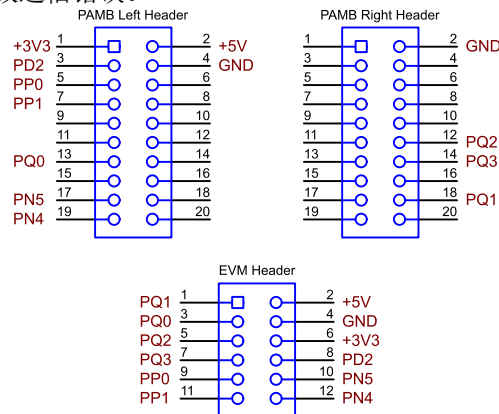 PAMB Left Header
+3V3 1 2 +5V
PD2 3 4 GND
PP0 5 6
PP1 7 8
9 10
11 12
PQ0 13 14
15 16
PN5 17 18
PN4 19 20
PAMB Right Header
1 2 GND
3 4
5 6
7 8
9 10
11 12 PQ2
13 14 PQ3
15 16
17 18 PQ1
19 20
EVM Header
PQ1 1 2 +5V
PQ0 3 4 GND
PQ2 5 6 +3V3
PQ3 7 8 PD2
PP0 9 10 PN5
PP1 11 12 PN4